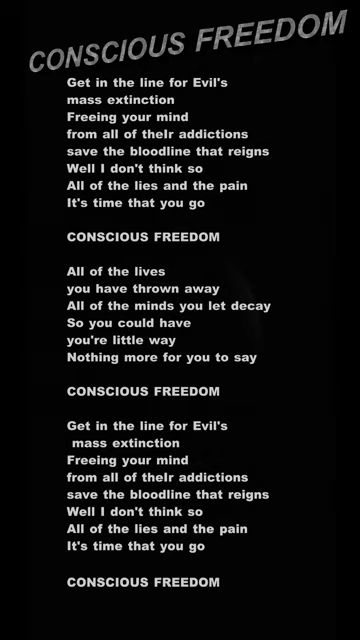 CONSCIOUS FREEDOM
Get in the line for Evil's
mass extinction
Freeing your mind
from all of theIr addictions
save the bloodline that reigns
Well I don't think so
All of the lies and the pain
It's time that you go
CONSCIOUS FREEDOM
All of the lives
you have thrown away
All of the minds you let decay
So you could have
you're little way
Nothing more for you to say
CONSCIOUS FREEDOM
Get in the line for Evil's
mass extinction
Freeing your mind
from all of theIr addictions
save the bloodline that reigns
Well I don't think so
All of the lies and the pain
It's time that you go
CONSCIOUS FREEDOM